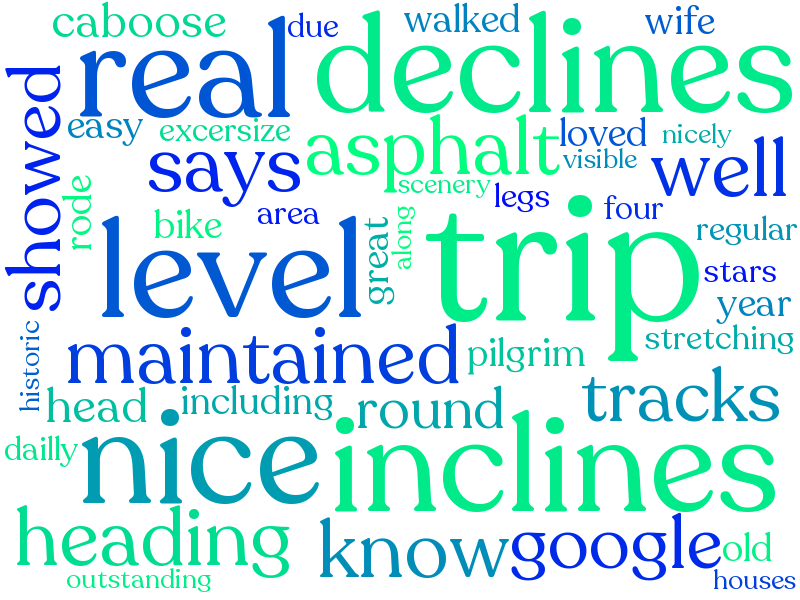 caboose due walked wife
real declines
showed easy excersize loved nicely
says asphalt visible well
rode scenery legs
bike area great along trip four regular
level stars
year
historic maintained pilgrim stretching
head including round tracks
dailly nice inclines
heading know google old
outstanding houses